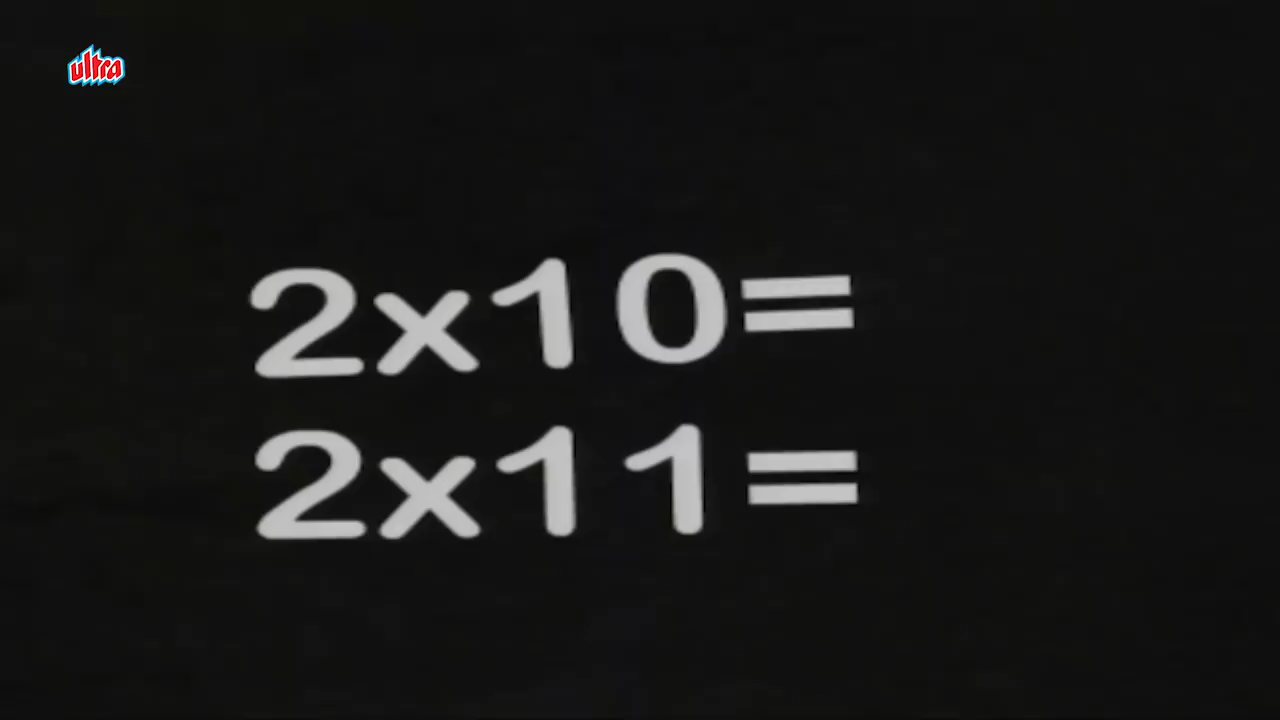 ultra
2x10=
2x11=